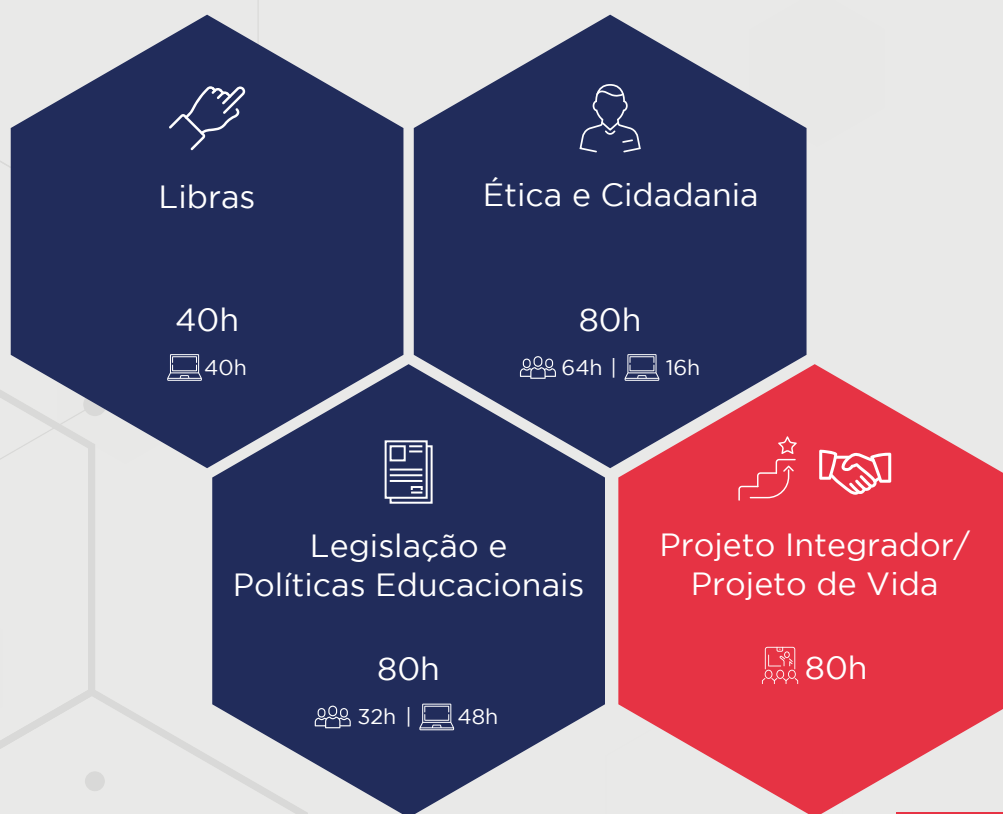 Libras
40h
40h
Ética e Cidadania
80h
64h | 16h
Legislação e
Políticas Educacionais
80h
32h | 48h
Projeto Integrador/
Projeto de Vida
80h